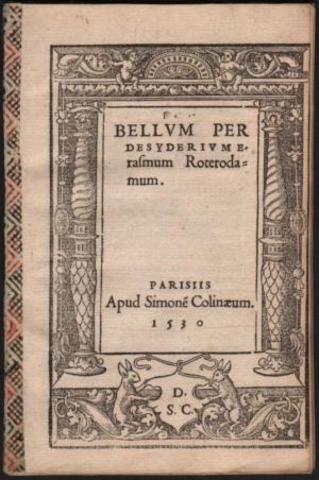 BELLVM PER
DESYDERIVM E-
rasmum Roteroda-
mum.
PARISIIS
Apud Simoné Colinæum.
1530
D.
S. C.